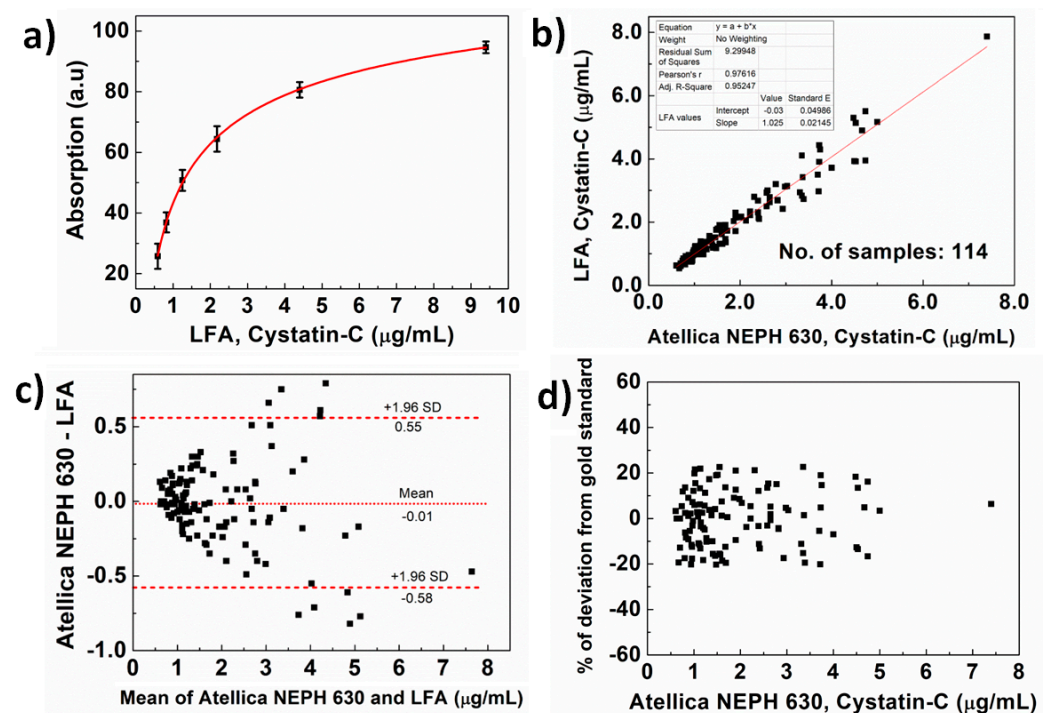 a)
Absorption (a.u)
100
80
60
40
20
0 1 2 3 4 5 6 7 8 9 10
LFA, Cystatin-C (μg/mL)
b)
LFA, Cystatin-C (μg/mL)
8.0
6.0
4.0
2.0
0.0
Equation y = a + b*x
Weight No Weighting
Residual Sum of Squares 9.29948
Pearson's r 0.97616
Adj. R-Square 0.95247
Value Standard E
LFA values Intercept -0.03 0.04986
Slope 1.025 0.02145
No. of samples: 114
0.0 2.0 4.0 6.0 8.0
Atellica NEPH 630, Cystatin-C (μg/mL)
c)
Atellica NEPH 630 - LFA
0.5
0.0
-0.5
-1.0
+1.96 SD
0.55
Mean
-0.01
+1.96 SD
-0.58
0 1 2 3 4 5 6 7 8
Mean of Atellica NEPH 630 and LFA (μg/mL)
d)
% of deviation from gold standard
60
40
20
0
-20
-40
-60
0 1 2 3 4 5 6 7 8
Atellica NEPH 630, Cystatin-C (μg/mL)